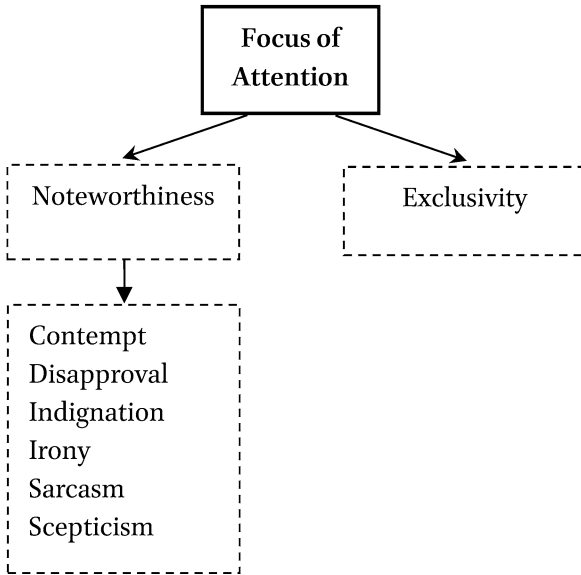 Focus of
Attention
Noteworthiness
Exclusivity
Contempt
Disapproval
Indignation
Irony
Sarcasm
Scepticism